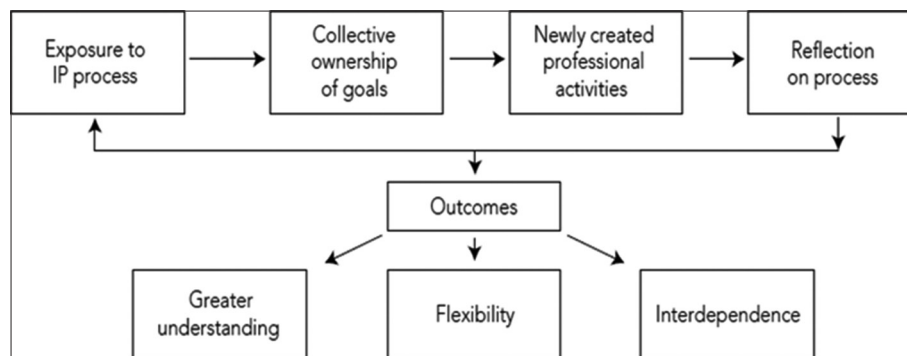 Exposure to
IP process
Collective
ownership
of goals
Newly created
professional
activities
Reflection
on process
Outcomes
Greater
understanding
Flexibility
Interdependence